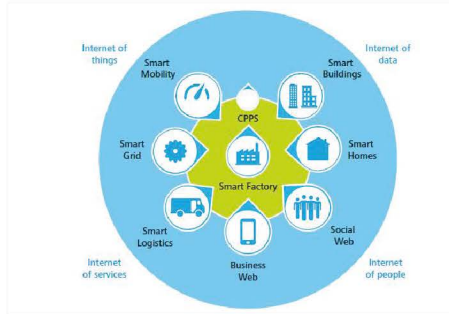 Internet of
things
Internet of
data
Smart
Mobility
Smart
Buildings
CPPS
Smart
Grid
Smart
Homes
Smart Factory
Smart
Logistics
Social
Web
Business
Web
Internet
of services
Internet
of people